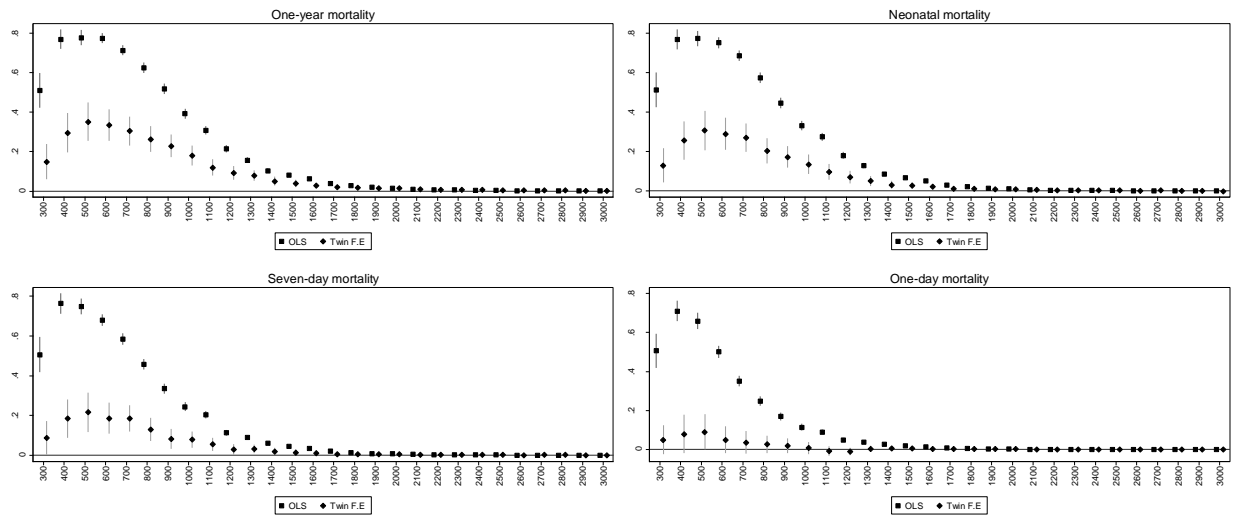 One-year mortality
.8
.6
.4
.2
0
300 400 500 600 700 800 900 1000 1100 1200 1300 1400 1500 1600 1700 1800 1900 2000 2100 2200 2300 2400 2500 2600 2700 2800 2900 3000
OLS Twin F.E
Neonatal mortality
.8
.6
.4
.2
0
300 400 500 600 700 800 900 1000 1100 1200 1300 1400 1500 1600 1700 1800 1900 2000 2100 2200 2300 2400 2500 2600 2700 2800 2900 3000
OLS Twin F.E
Seven-day mortality
.8
.6
.4
.2
0
300 400 500 600 700 800 900 1000 1100 1200 1300 1400 1500 1600 1700 1800 1900 2000 2100 2200 2300 2400 2500 2600 2700 2800 2900 3000
OLS Twin F.E
One-day mortality
.8
.6
.4
.2
0
300 400 500 600 700 800 900 1000 1100 1200 1300 1400 1500 1600 1700 1800 1900 2000 2100 2200 2300 2400 2500 2600 2700 2800 2900 3000
OLS Twin F.E